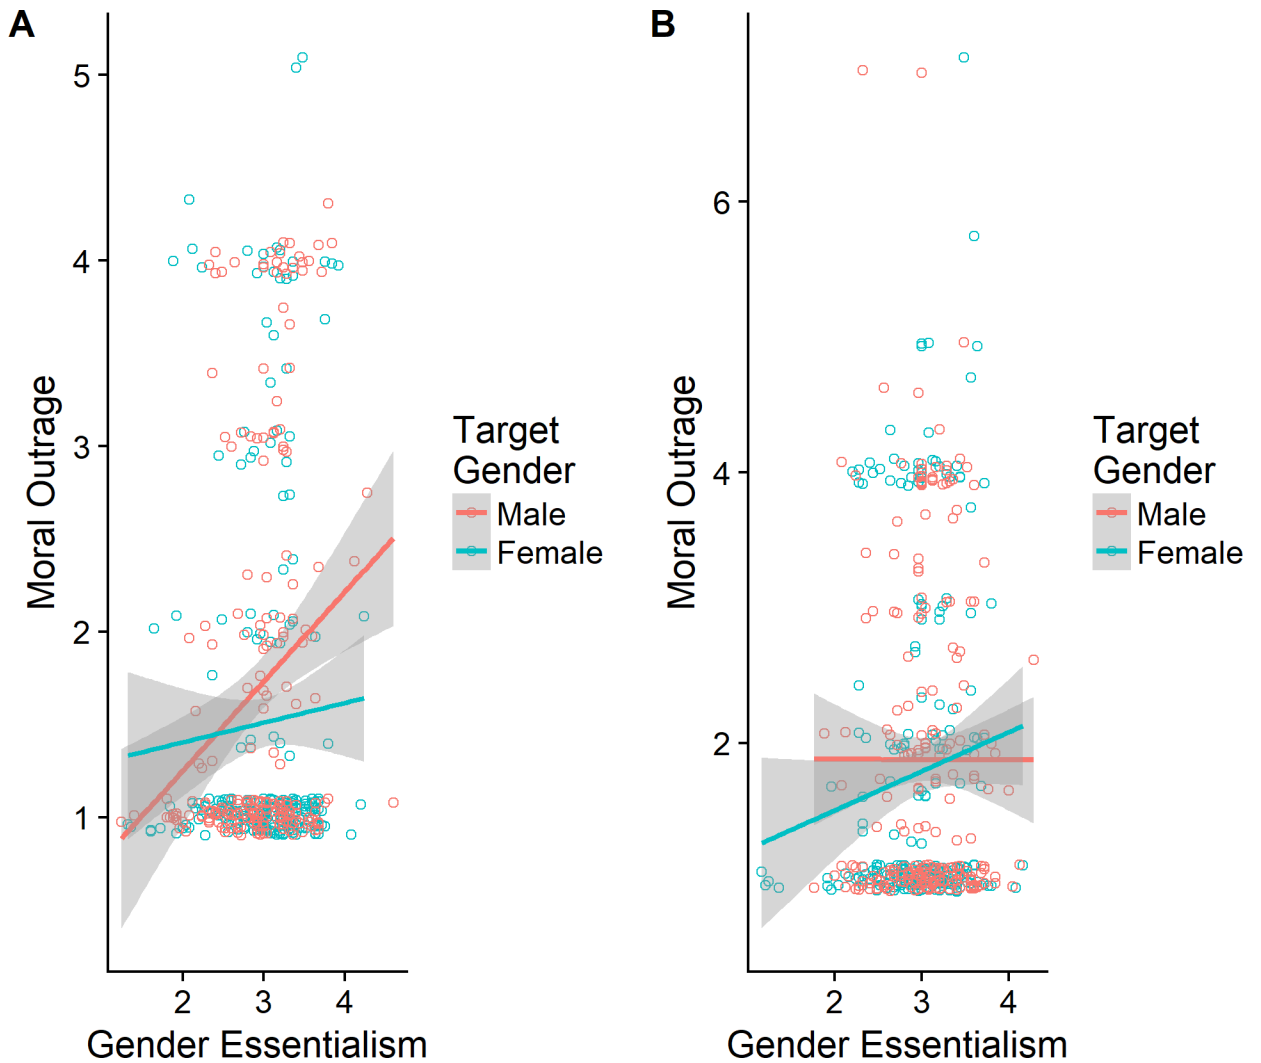 A
5
4
3
2
1
Moral Outrage
2 3 4
Gender Essentialism
Target
Gender
Male
Female
B
6
4
2
Moral Outrage
2 3 4
Gender Essentialism
Target
Gender
Male
Female